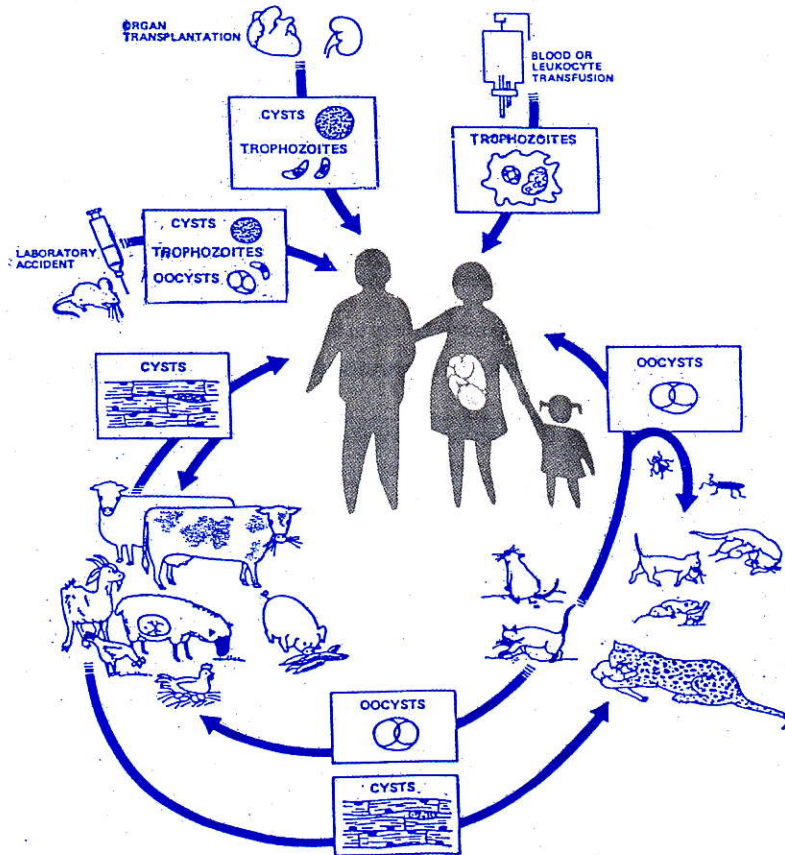 ORGAN
TRANSPLANTATION
CYSTS
TROPHOZOITES
BLOOD OR
LEUKOCYTE
TRANSFUSION
TROPHOZOITES
LABORATORY
ACCIDENT
CYSTS
TROPHOZOITES
OOCYSTS
CYSTS
OOCYSTS
OOCYSTS
CYSTS